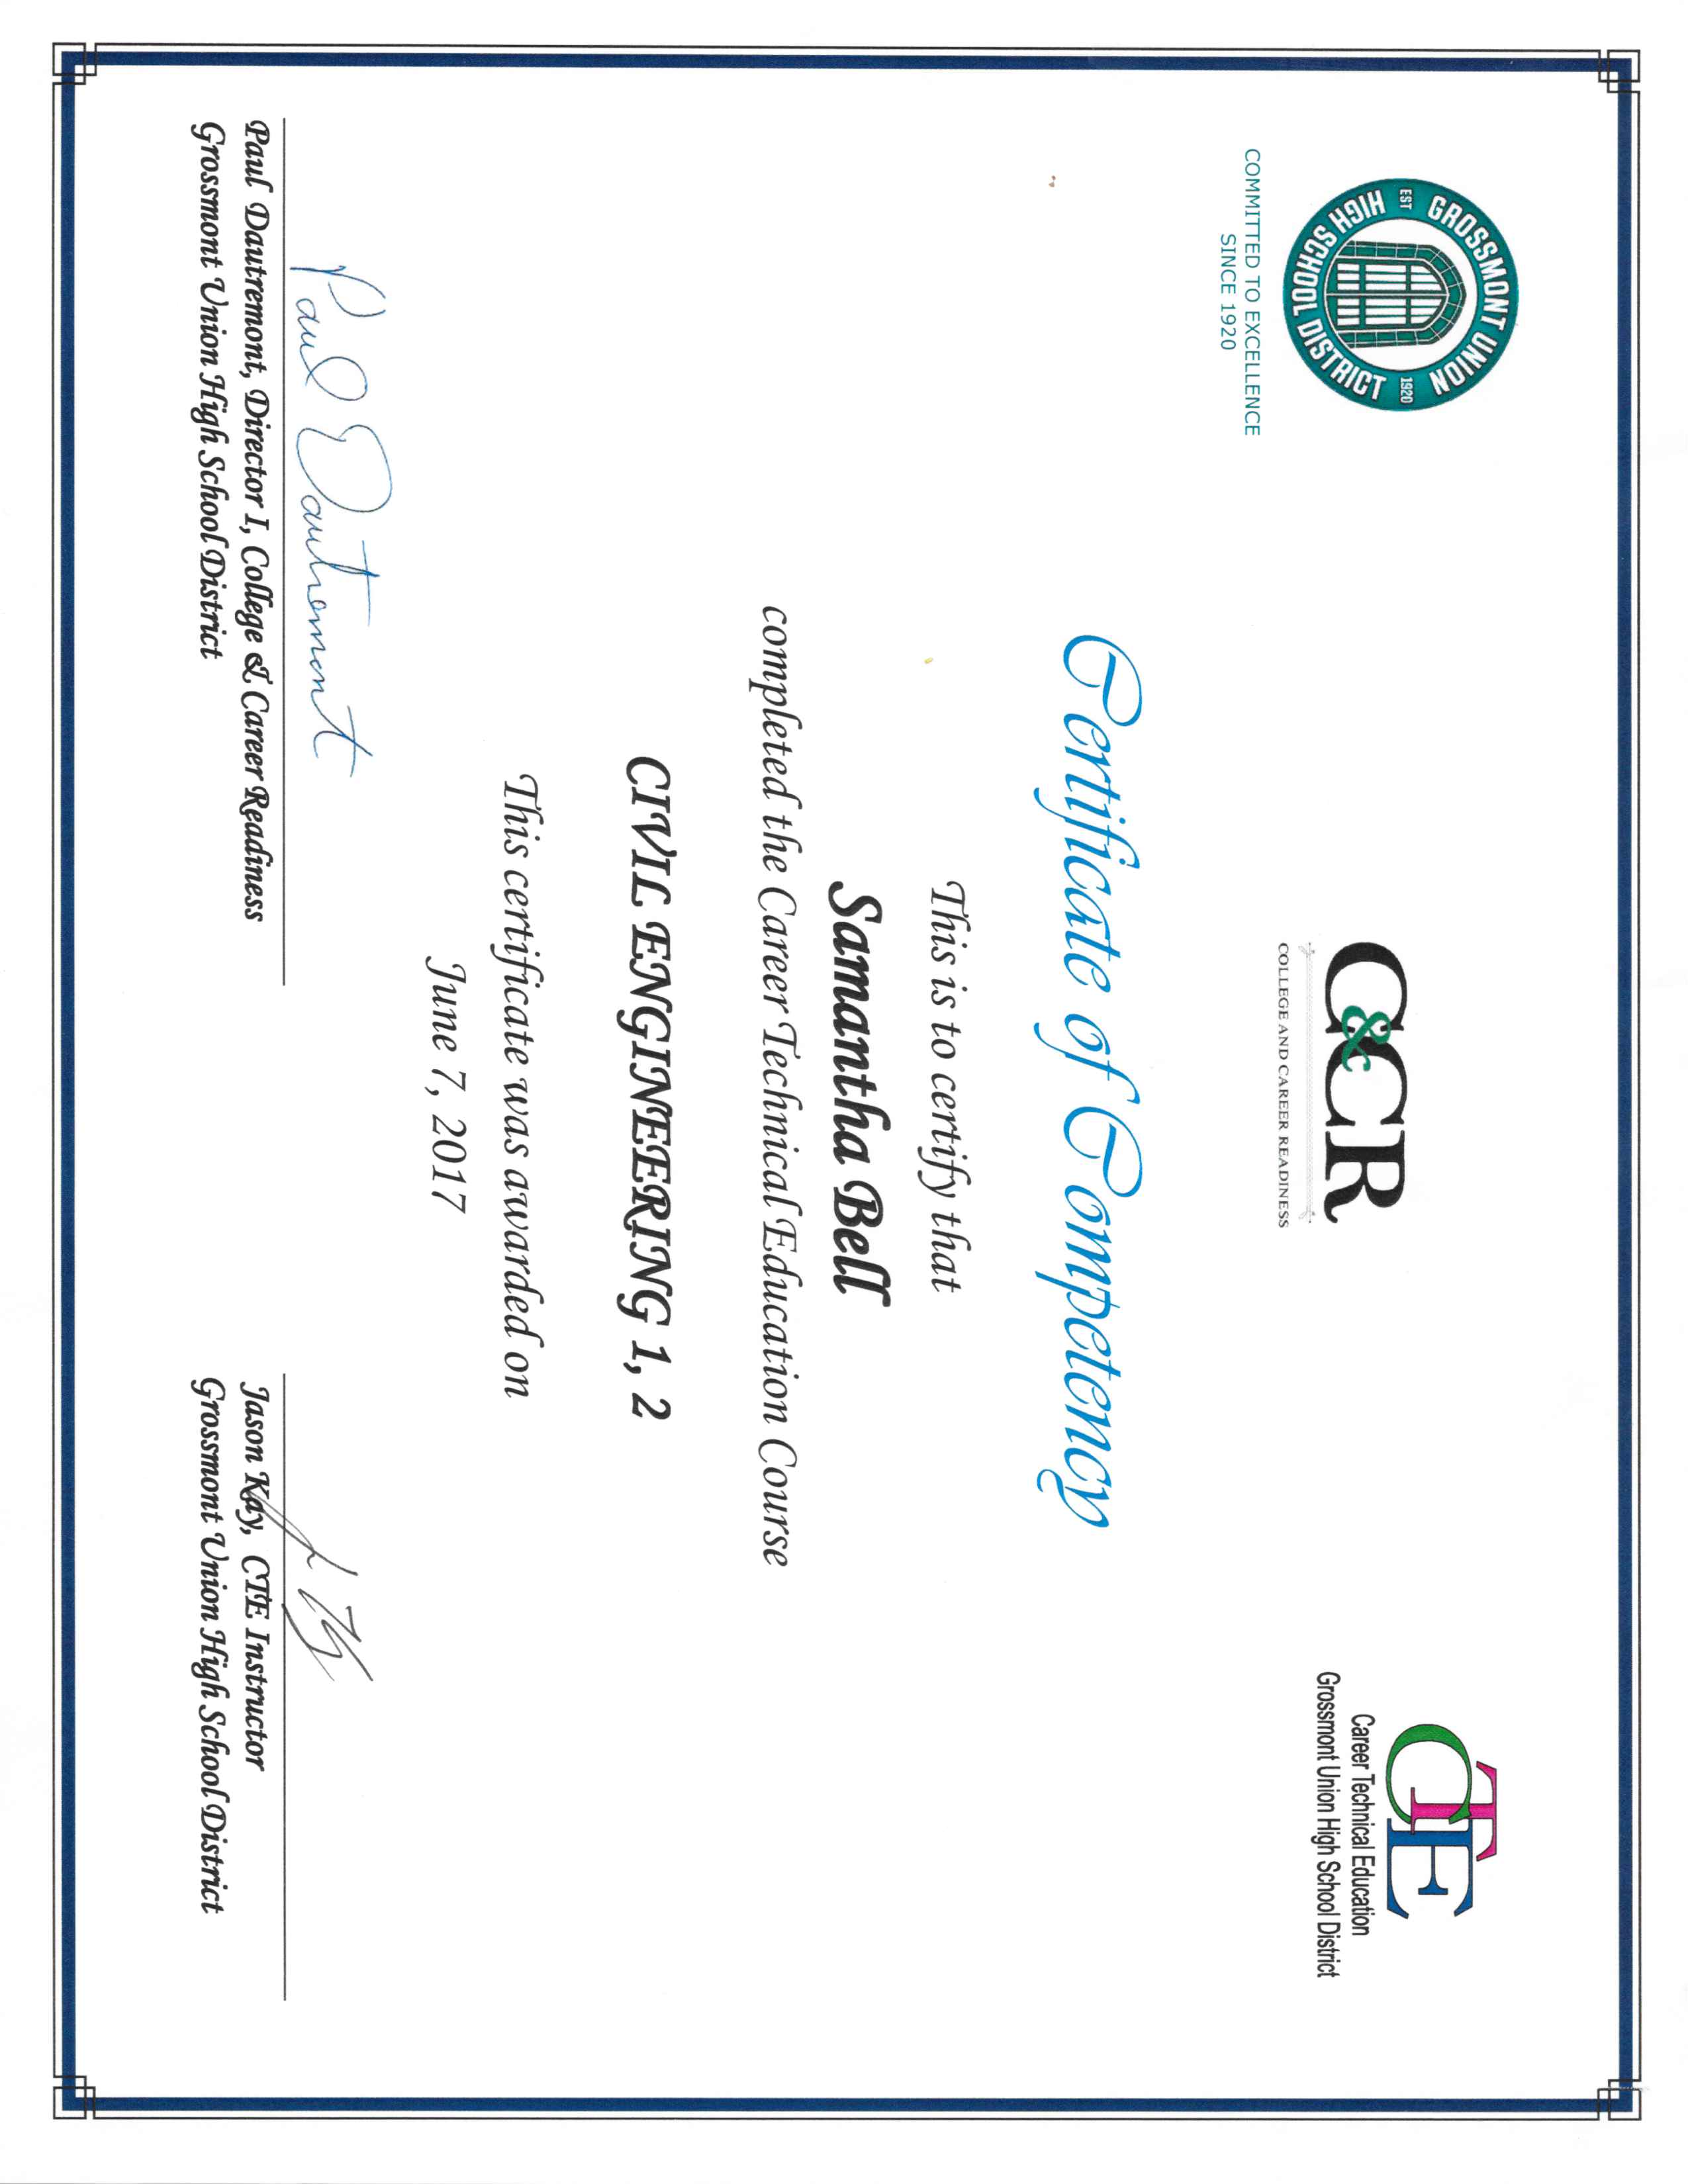 GROSSMONT UNION
HIGH SCHOOL DISTRICT
EST 1920
COMMITTED TO EXCELLENCE
SINCE 1920
C&CR
COLLEGE AND CAREER READINESS
CTE
Career Technical Education
Grossmont Union High School District
Certificate of Competency
This is to certify that
Samantha Bell
completed the Career Technical Education Course
CIVIL ENGINEERING 1, 2
This certificate was awarded on
June 7, 2017
Paul Dautremont
Paul Dautremont, Director I, College & Career Readiness
Grossmont Union High School District
Jason Kay, CTE Instructor
Grossmont Union High School District